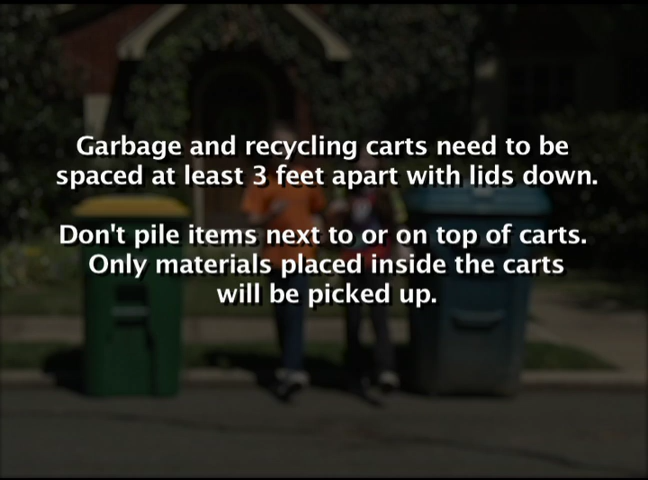 Garbage and recycling carts need to be
spaced at least 3 feet apart with lids down.
Don't pile items next to or on top of carts.
Only materials placed inside the carts
will be picked up.